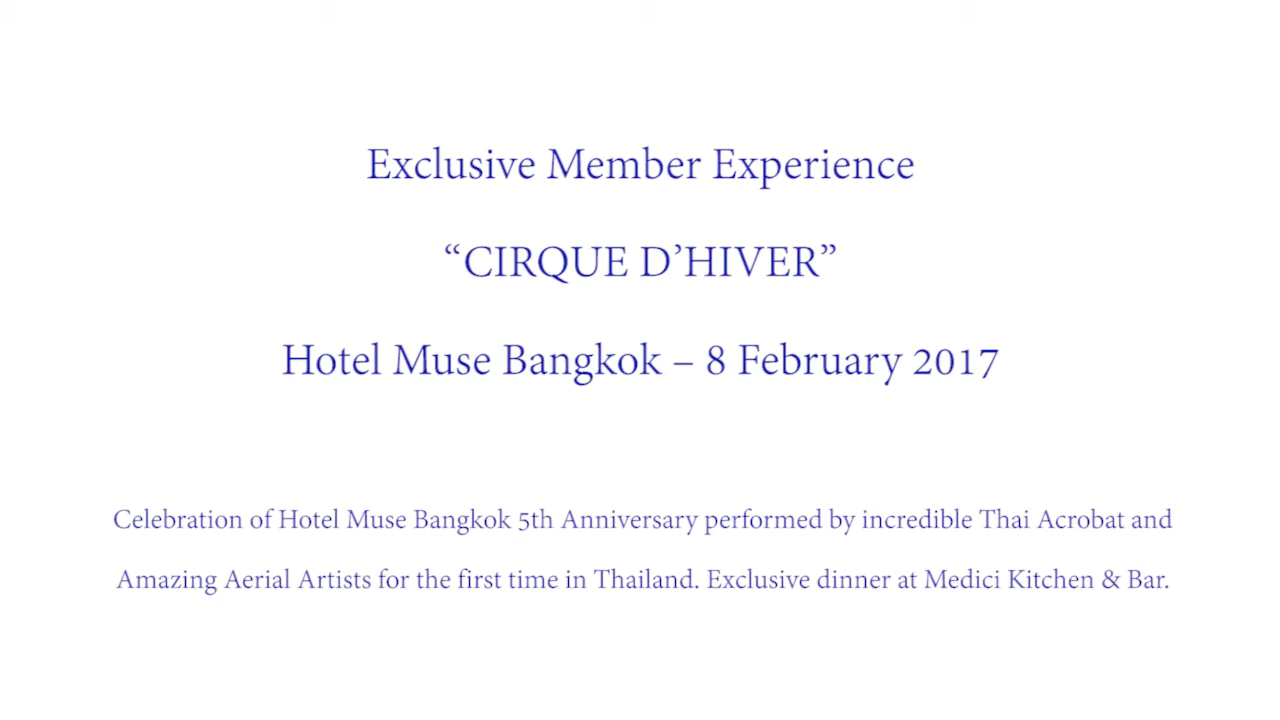 Exclusive Member Experience
“CIRQUE D’HIVER”
Hotel Muse Bangkok – 8 February 2017
Celebration of Hotel Muse Bangkok 5th Anniversary performed by incredible Thai Acrobat and
Amazing Aerial Artists for the first time in Thailand. Exclusive dinner at Medici Kitchen & Bar.